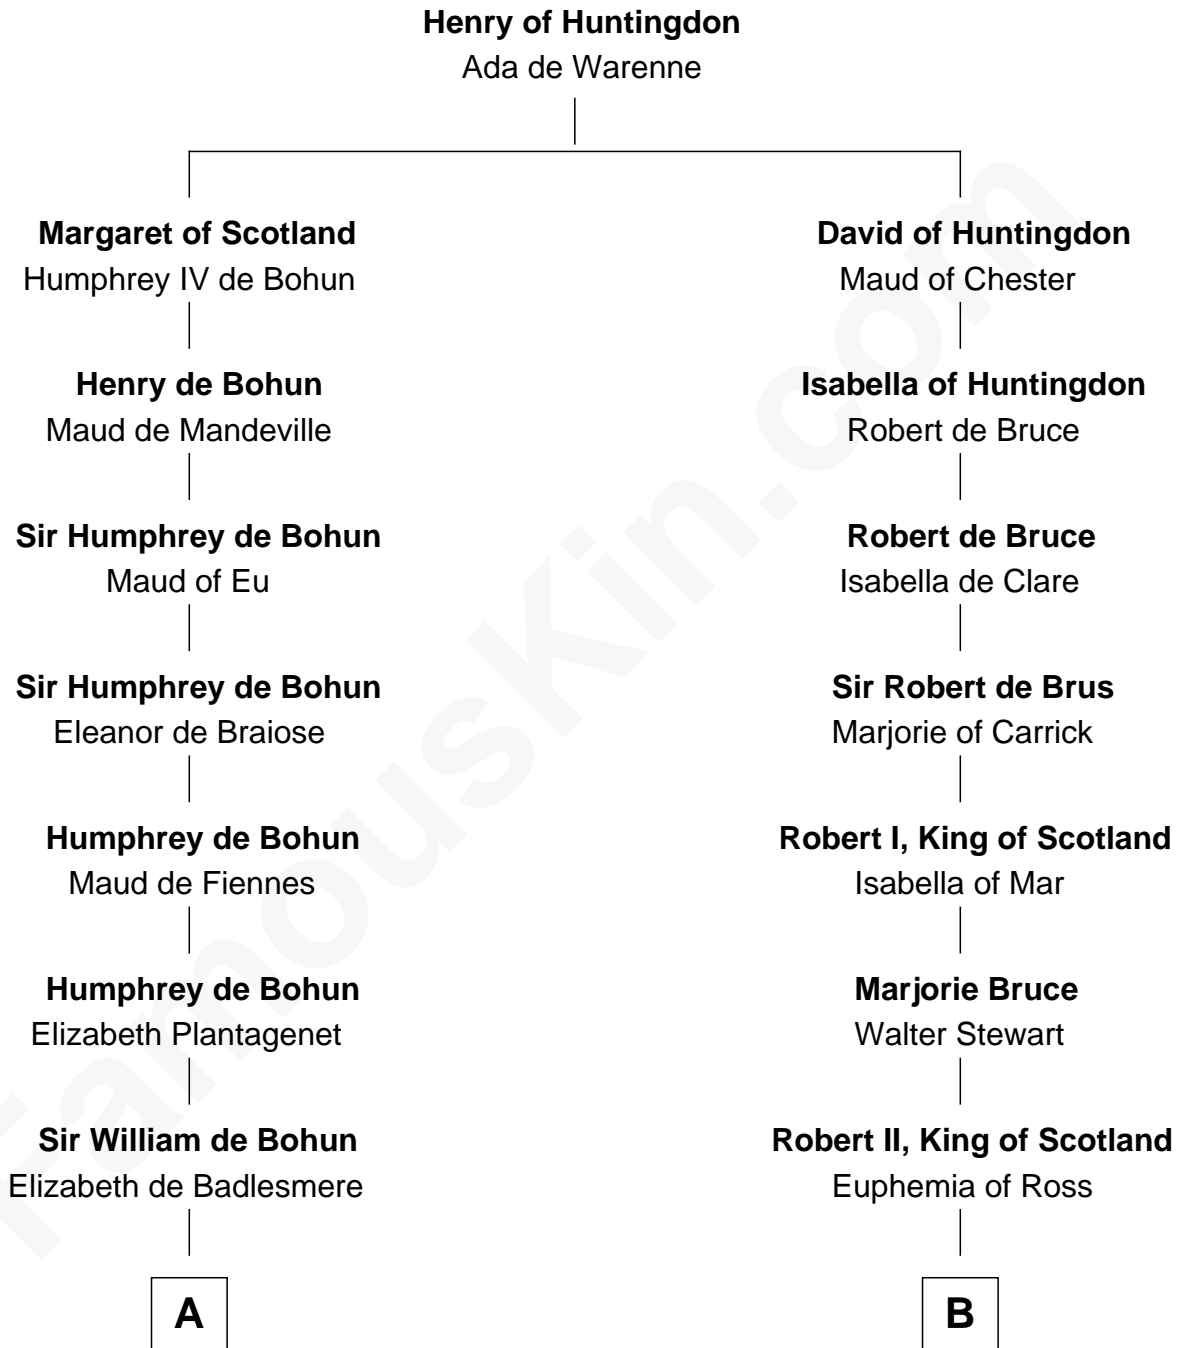 Henry of Huntingdon
Ada de Warenne
Margaret of Scotland
Humphrey IV de Bohun
David of Huntingdon
Maud of Chester
Henry de Bohun
Maud de Mandeville
Isabella of Huntingdon
Robert de Bruce
Sir Humphrey de Bohun
Maud of Eu
Robert de Bruce
Isabella de Clare
Sir Humphrey de Bohun
Eleanor de Braiose
Sir Robert de Brus
Marjorie of Carrick
Humphrey de Bohun
Maud de Fiennes
Robert I, King of Scotland
Isabella of Mar
Humphrey de Bohun
Elizabeth Plantagenet
Marjorie Bruce
Walter Stewart
Sir William de Bohun
Elizabeth de Badlesmere
Robert II, King of Scotland
Euphemia of Ross
A
B
FamousKin.com